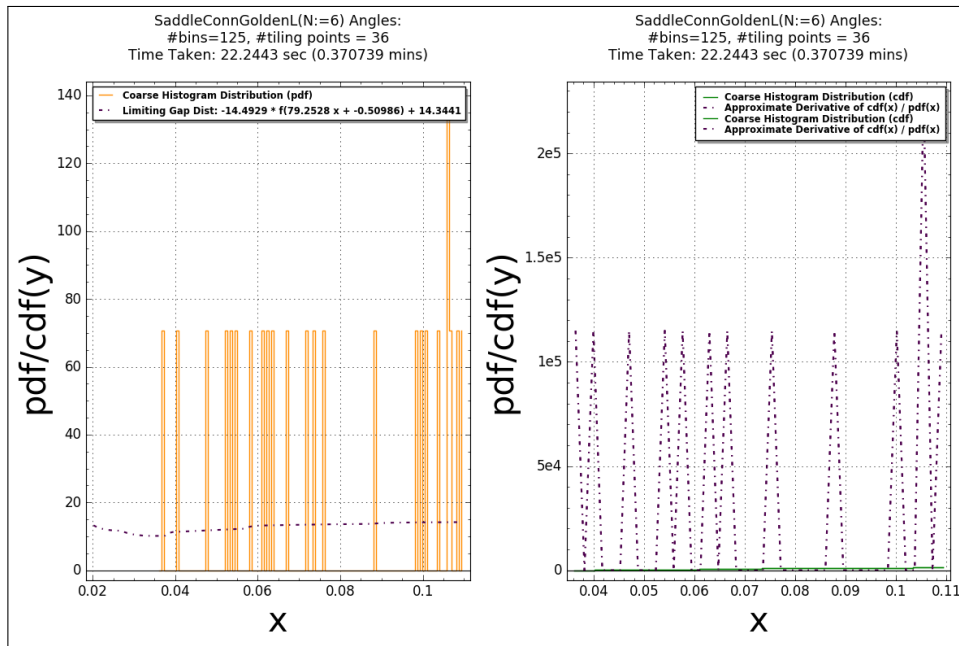 SaddleConnGoldenL(N:=6) Angles:
#bins=125, #tiling points = 36
Time Taken: 22.2443 sec (0.370739 mins)
Coarse Histogram Distribution (pdf)
Limiting Gap Dist: -14.4929 * f(79.2528 x + -0.50986) + 14.3441
pdf/cdf(y)
140
120
100
80
60
40
20
0
0.02
0.04
0.06
0.08
0.1
x
SaddleConnGoldenL(N:=6) Angles:
#bins=125, #tiling points = 36
Time Taken: 22.2443 sec (0.370739 mins)
Coarse Histogram Distribution (cdf)
Approximate Derivative of cdf(x) / pdf(x)
Coarse Histogram Distribution (cdf)
Approximate Derivative of cdf(x) / pdf(x)
pdf/cdf(y)
2e5
1.5e5
1e5
5e4
0
0.04
0.05
0.06
0.07
0.08
0.09
0.1
0.11
x